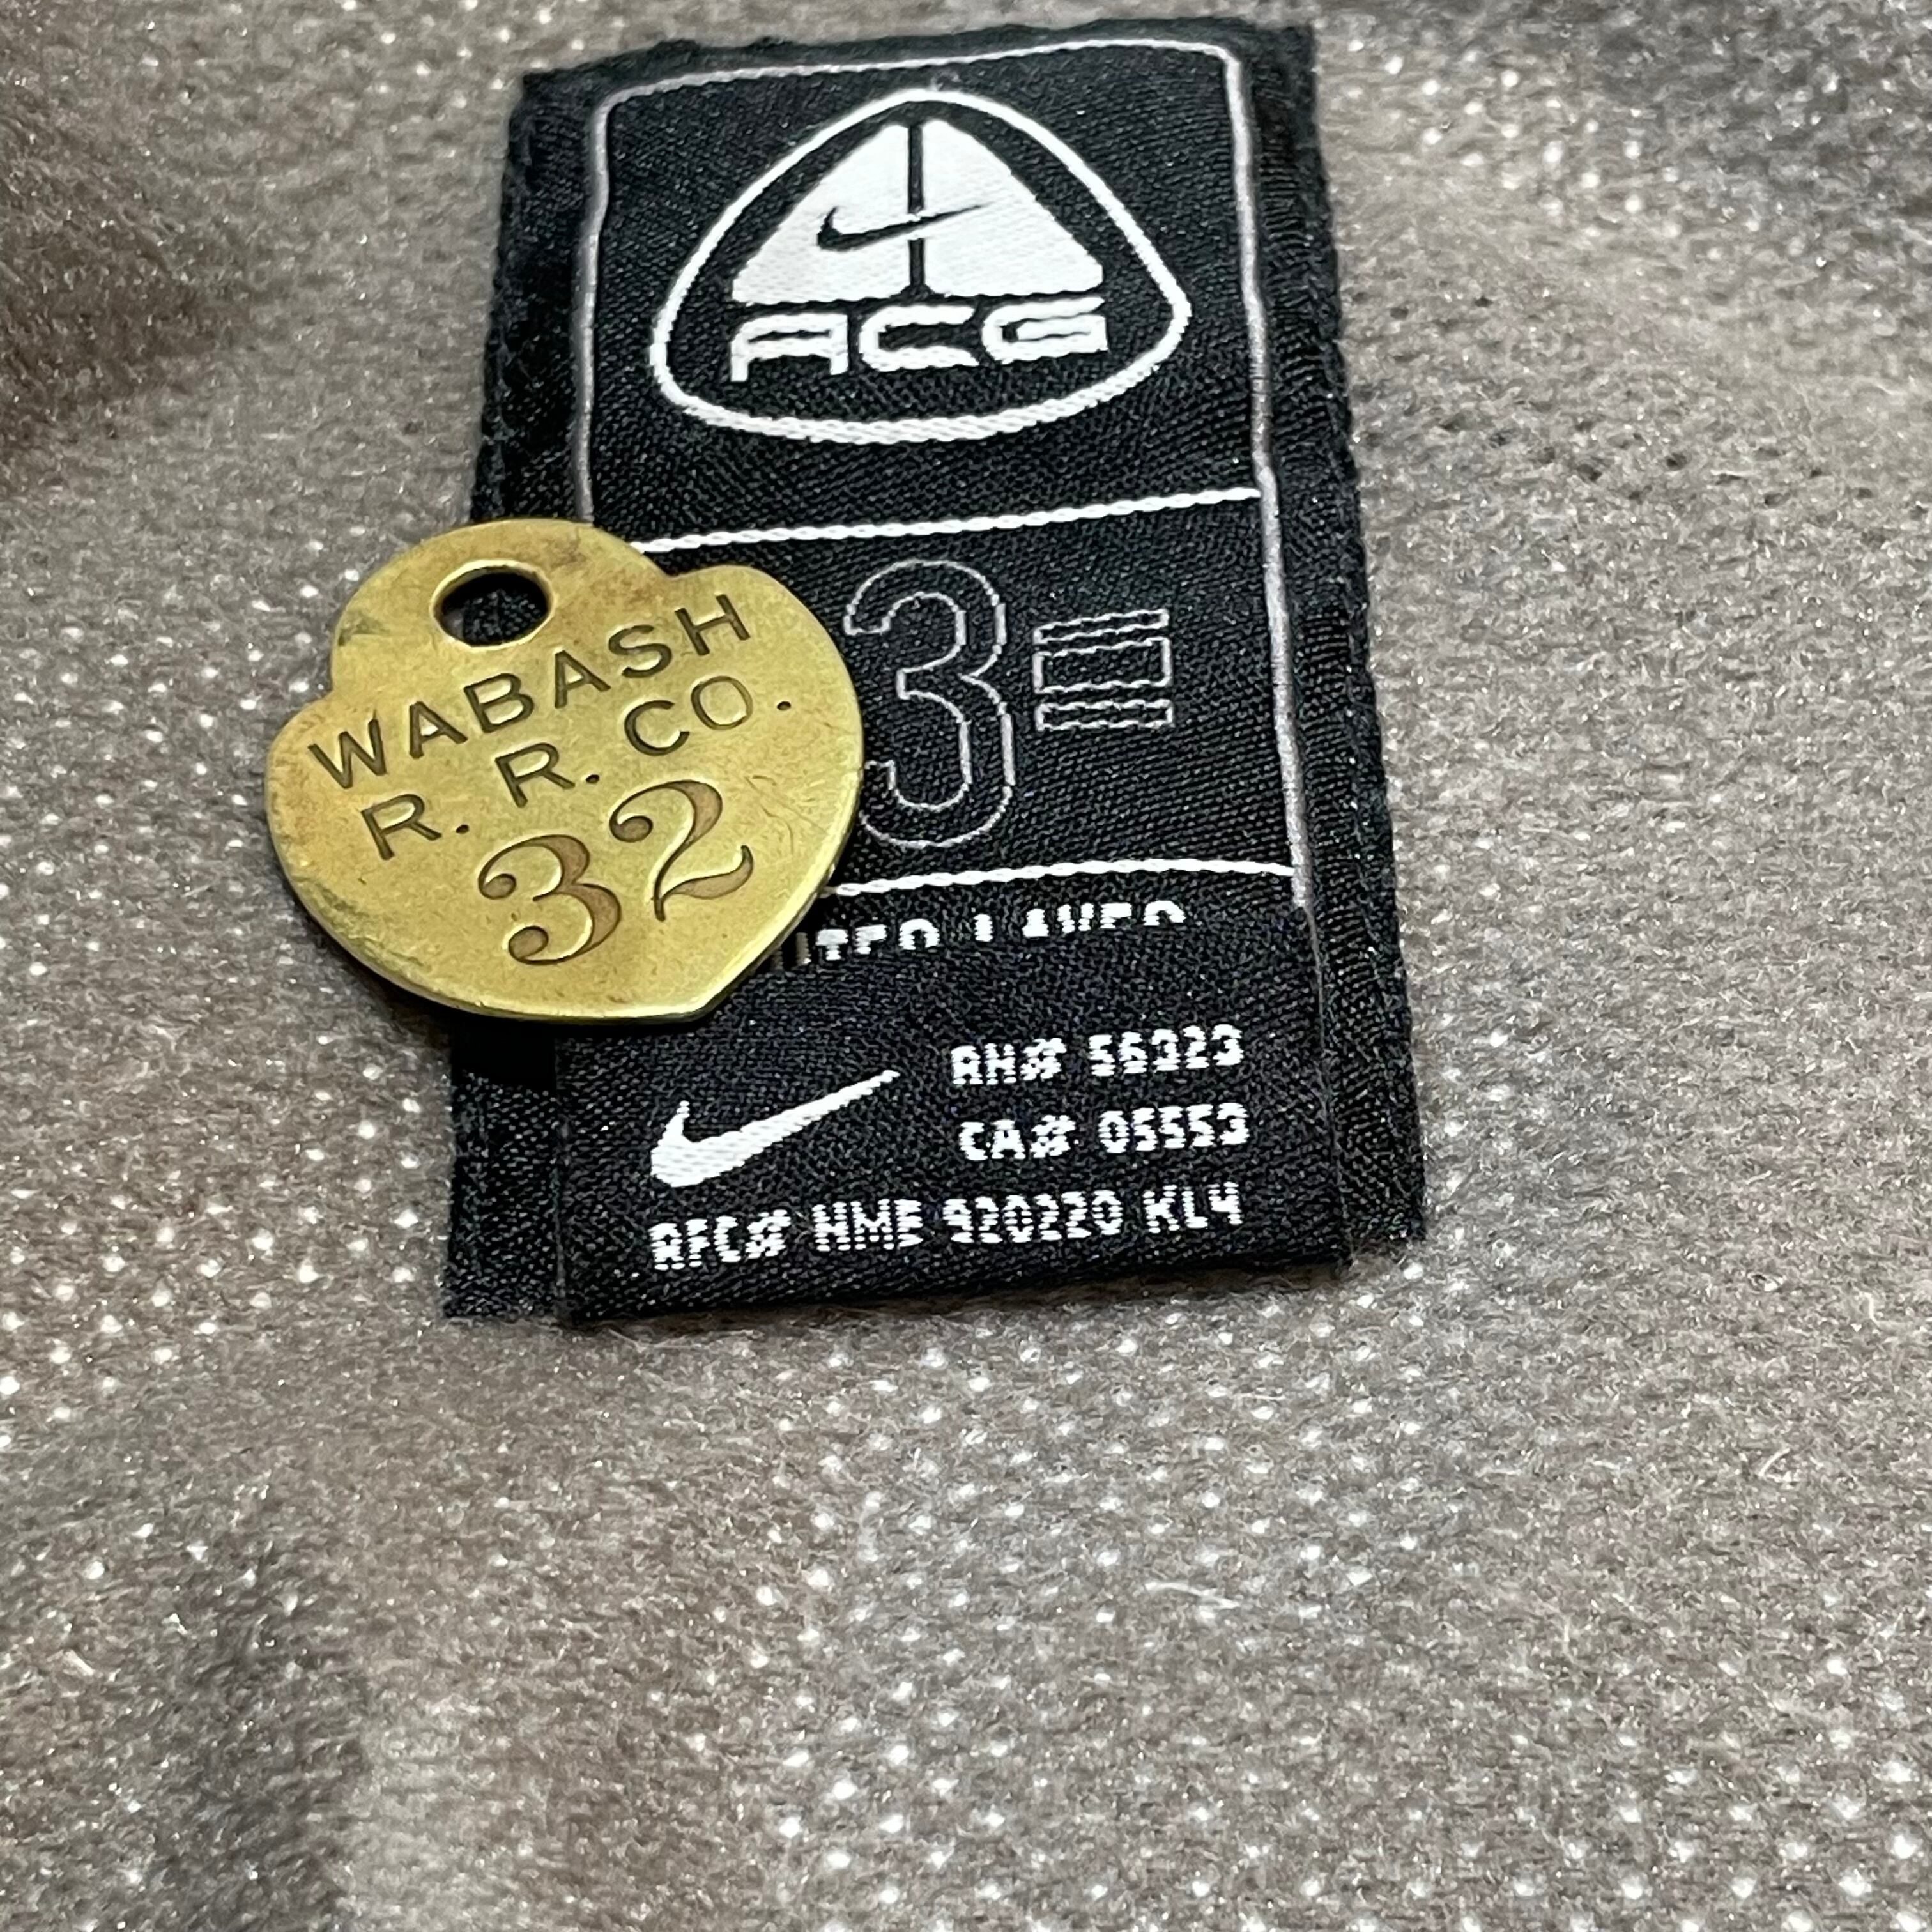 ACG
WABASH
R. R. CO.
32
3
RN# 56323
CA# 05553
RFC# NME 920220 KL4